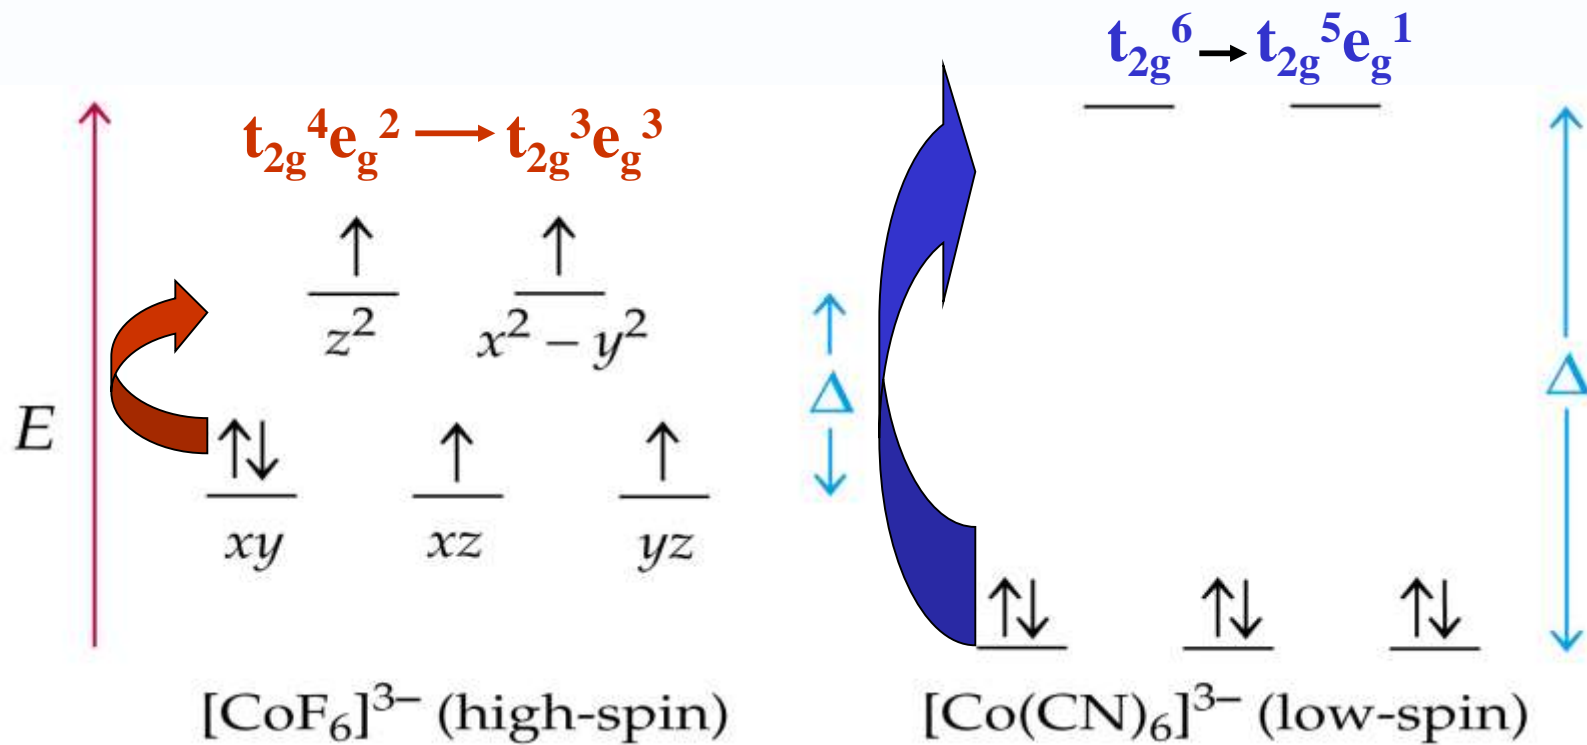 t₂g⁶ → t₂g⁵eg¹
t₂g⁴eg² → t₂g³eg³
z² x² – y²
Δ Δ
E
xy xz yz
[CoF₆]³⁻ (high-spin) [Co(CN)₆]³⁻ (low-spin)